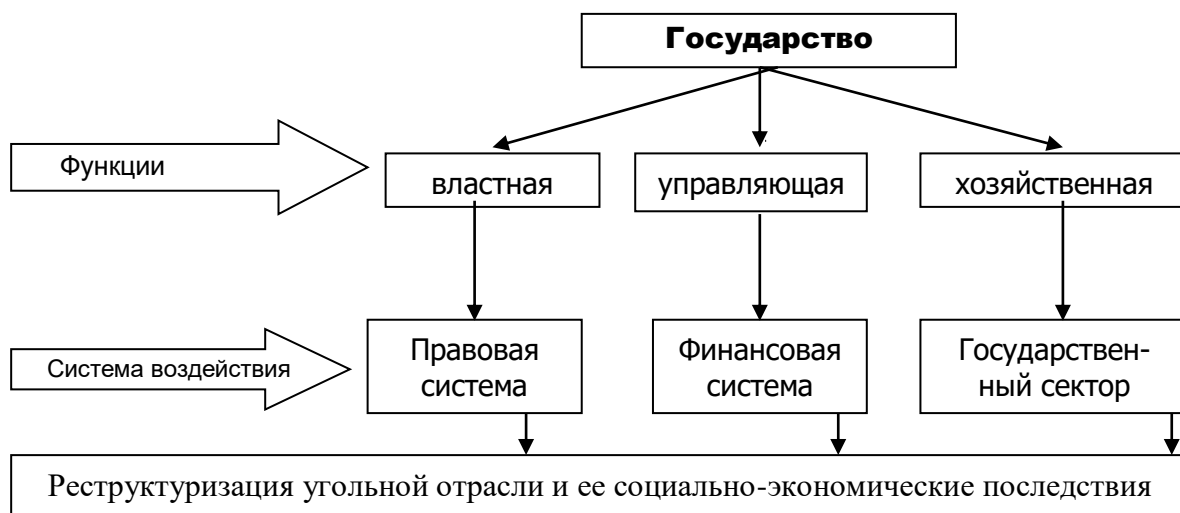 Государство
Функции
властная
управляющая
хозяйственная
Система воздействия
Правовая
система
Финансовая
система
Государствен-
ный сектор
Реструктуризация угольной отрасли и ее социально-экономические последствия